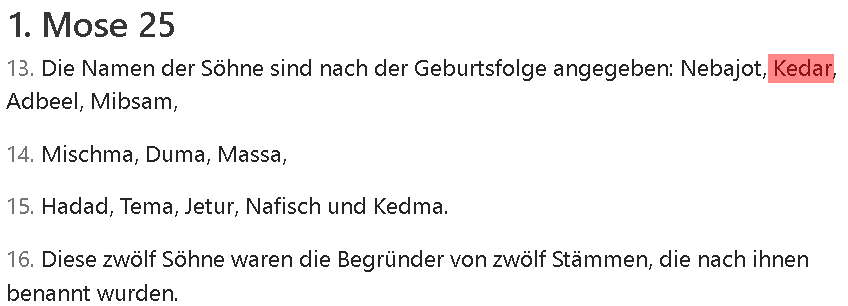 1. Mose 25
13. Die Namen der Söhne sind nach der Geburtsfolge angegeben: Nebajot, Kedar,
Adbeel, Mibsam,
14. Mischma, Duma, Massa,
15. Hadad, Tema, Jetur, Nafisch und Kedma.
16. Diese zwölf Söhne waren die Begründer von zwölf Stämmen, die nach ihnen
benannt wurden.